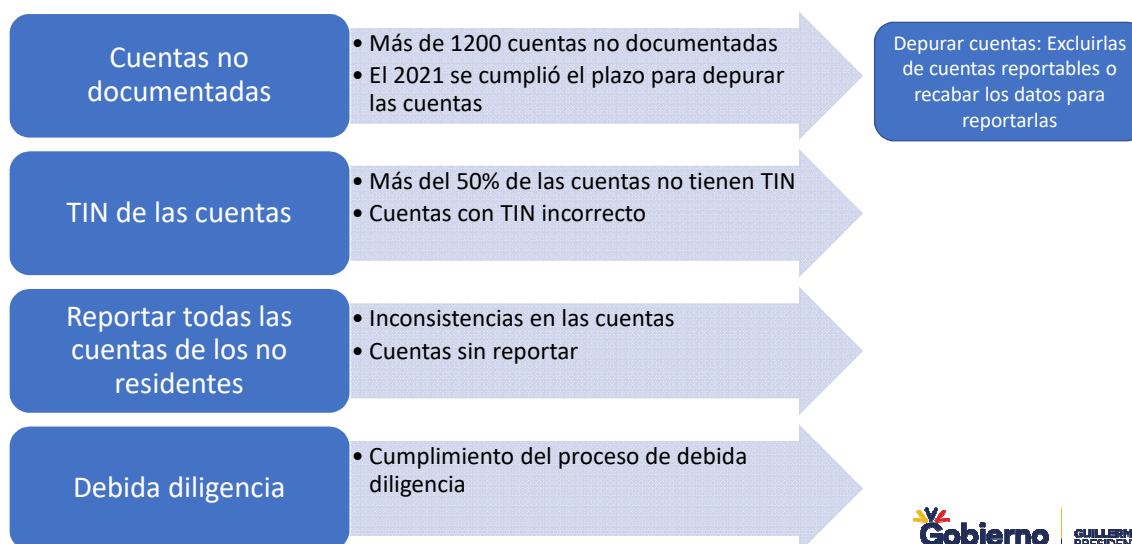 Cuentas no
documentadas
• Más de 1200 cuentas no documentadas
• El 2021 se cumplió el plazo para depurar
las cuentas
Depurar cuentas: Excluirlas
de cuentas reportables o
recabar los datos para
reportarlas
TIN de las cuentas
• Más del 50% de las cuentas no tienen TIN
• Cuentas con TIN incorrecto
Reportar todas las
cuentas de los no
residentes
• Inconsistencias en las cuentas
• Cuentas sin reportar
Debida diligencia
• Cumplimiento del proceso de debida
diligencia
Gobierno